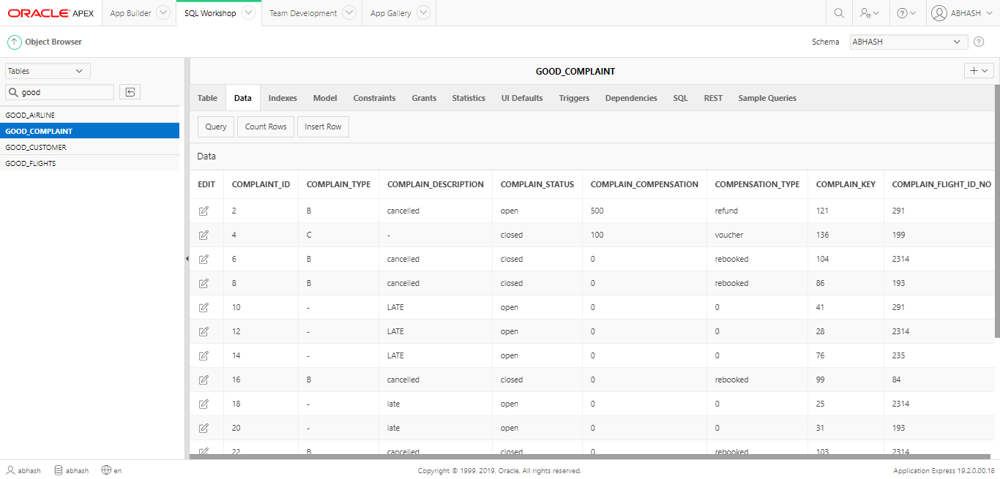 ORACLE APEX App Builder SQL Workshop Team Development App Gallery ABHASH
Object Browser Schema ABHASH
Tables
good
GOOD_AIRLINE
GOOD_COMPLAINT
GOOD_CUSTOMER
GOOD_FLIGHTS
GOOD_COMPLAINT
Table Data Indexes Model Constraints Grants Statistics UI Defaults Triggers Dependencies SQL REST Sample Queries
Query Count Rows Insert Row
Data
EDIT COMPLAINT_ID COMPLAIN_TYPE COMPLAIN_DESCRIPTION COMPLAIN_STATUS COMPLAIN_COMPENSATION COMPENSATION_TYPE COMPLAIN_KEY COMPLAIN_FLIGHT_ID_NO
2 B cancelled open 500 refund 121 291
4 C - closed 100 voucher 136 199
6 B cancelled closed 0 rebooked 104 2314
8 B cancelled closed 0 rebooked 86 193
10 - LATE open 0 0 41 291
12 - LATE open 0 0 28 2314
14 - LATE open 0 0 76 235
16 B cancelled closed 0 rebooked 99 84
18 - late open 0 0 25 2314
20 - late open 0 0 31 193
22 B cancelled closed 0 rebooked 103 2314
abhash abhash en Copyright © 1999, 2019, Oracle. All rights reserved. Application Express 19.2.0.00.18